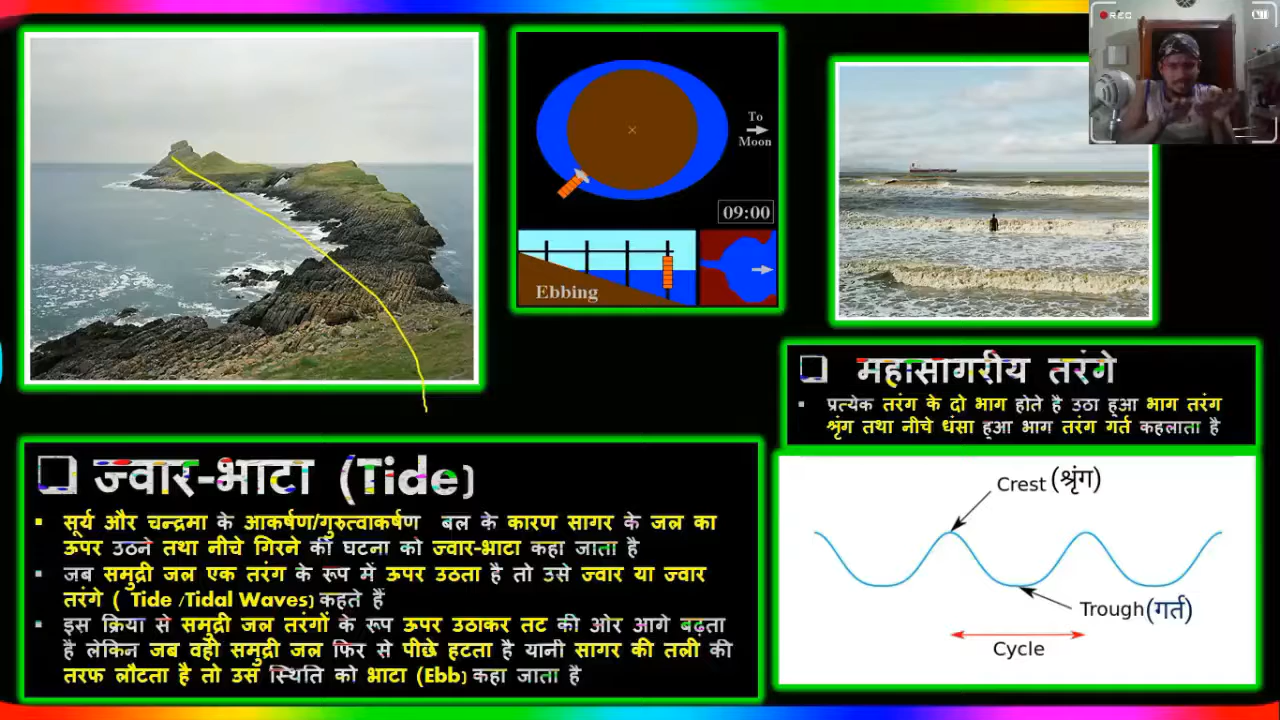 REC
To
Moon
09:00
Ebbing
महासागरीय तरंगे
प्रत्येक तरंग के दो भाग होते है उठा हुआ भाग तरंग
श्रृंग तथा नीचे धंसा हुआ भाग तरंग गर्त कहलाता है
Crest (श्रृंग)
Trough (गर्त)
Cycle
ज्वार-भाटा (Tide)
सूर्य और चन्द्रमा के आकर्षण/गुरुत्वाकर्षण बल के कारण सागर के जल का
ऊपर उठने तथा नीचे गिरने की घटना को ज्वार-भाटा कहा जाता है
जब समुद्री जल एक तरंग के रूप में ऊपर उठता है तो उसे ज्वार या ज्वार
तरंगे ( Tide /Tidal Waves) कहते हैं
इस क्रिया से समुद्री जल तरंगों के रूप ऊपर उठाकर तट की ओर आगे बढ़ता
है लेकिन जब वही समुद्री जल फिर से पीछे हटता है यानी सागर की तली की
तरफ लौटता है तो उस स्थिति को भाटा (Ebb) कहा जाता है